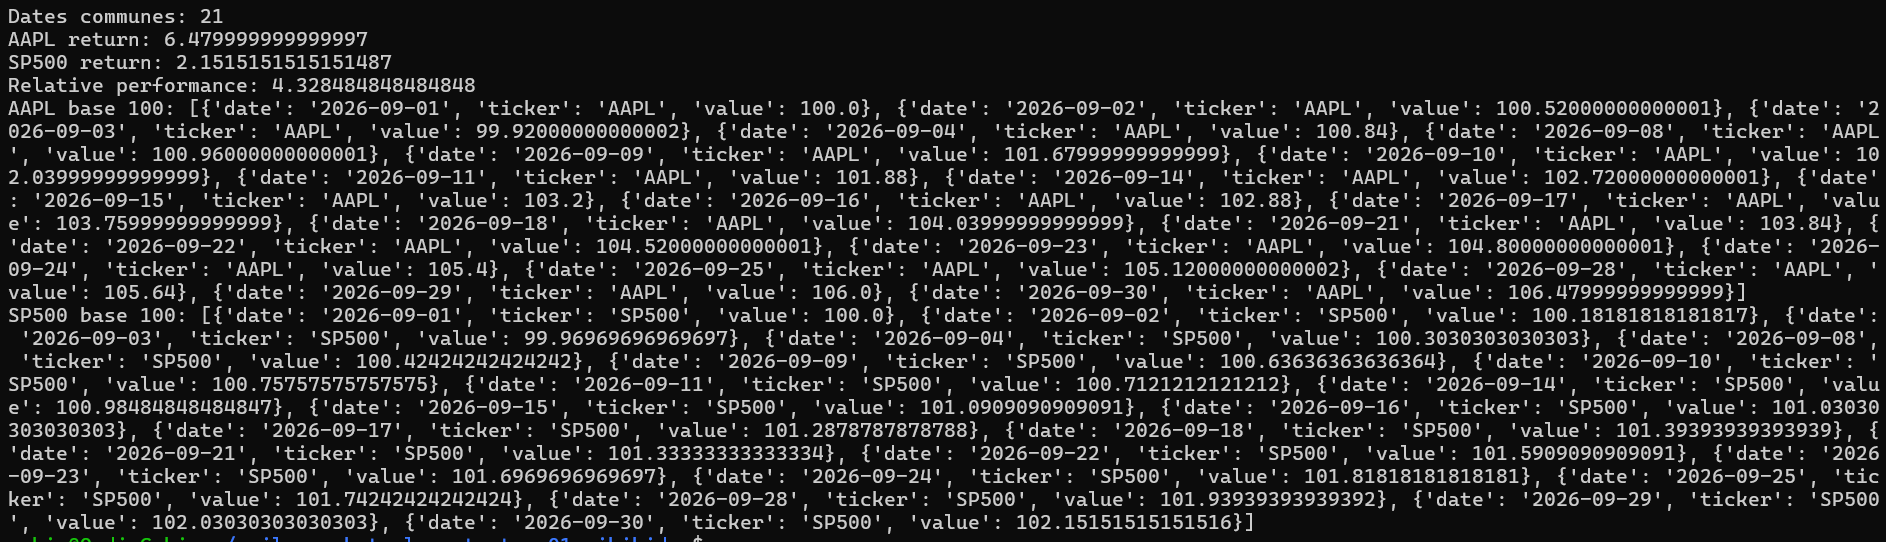 Dates communes: 21
AAPL return: 6.479999999999997
SP500 return: 2.1515151515151487
Relative performance: 4.328484848484848
AAPL base 100: [{'date': '2026-09-01', 'ticker': 'AAPL', 'value': 100.0}, {'date': '2026-09-02', 'ticker': 'AAPL', 'value': 100.52000000000001}, {'date': '2
026-09-03', 'ticker': 'AAPL', 'value': 99.92000000000002}, {'date': '2026-09-04', 'ticker': 'AAPL', 'value': 100.84}, {'date': '2026-09-08', 'ticker': 'AAPL
', 'value': 100.96000000000001}, {'date': '2026-09-09', 'ticker': 'AAPL', 'value': 101.67999999999999}, {'date': '2026-09-10', 'ticker': 'AAPL', 'value': 10
2.03999999999999}, {'date': '2026-09-11', 'ticker': 'AAPL', 'value': 101.88}, {'date': '2026-09-14', 'ticker': 'AAPL', 'value': 102.72000000000001}, {'date'
: '2026-09-15', 'ticker': 'AAPL', 'value': 103.2}, {'date': '2026-09-16', 'ticker': 'AAPL', 'value': 102.88}, {'date': '2026-09-17', 'ticker': 'AAPL', 'valu
e': 103.75999999999999}, {'date': '2026-09-18', 'ticker': 'AAPL', 'value': 104.03999999999999}, {'date': '2026-09-21', 'ticker': 'AAPL', 'value': 103.84}, {
'date': '2026-09-22', 'ticker': 'AAPL', 'value': 104.52000000000001}, {'date': '2026-09-23', 'ticker': 'AAPL', 'value': 104.80000000000001}, {'date': '2026-
09-24', 'ticker': 'AAPL', 'value': 105.4}, {'date': '2026-09-25', 'ticker': 'AAPL', 'value': 105.12000000000002}, {'date': '2026-09-28', 'ticker': 'AAPL', '
value': 105.64}, {'date': '2026-09-29', 'ticker': 'AAPL', 'value': 106.0}, {'date': '2026-09-30', 'ticker': 'AAPL', 'value': 106.47999999999999}]
SP500 base 100: [{'date': '2026-09-01', 'ticker': 'SP500', 'value': 100.0}, {'date': '2026-09-02', 'ticker': 'SP500', 'value': 100.18181818181817}, {'date':
 '2026-09-03', 'ticker': 'SP500', 'value': 99.96969696969697}, {'date': '2026-09-04', 'ticker': 'SP500', 'value': 100.3030303030303}, {'date': '2026-09-08',
 'ticker': 'SP500', 'value': 100.42424242424242}, {'date': '2026-09-09', 'ticker': 'SP500', 'value': 100.63636363636364}, {'date': '2026-09-10', 'ticker': '
SP500', 'value': 100.75757575757575}, {'date': '2026-09-11', 'ticker': 'SP500', 'value': 100.7121212121212}, {'date': '2026-09-14', 'ticker': 'SP500', 'valu
e': 100.98484848484847}, {'date': '2026-09-15', 'ticker': 'SP500', 'value': 101.0909090909091}, {'date': '2026-09-16', 'ticker': 'SP500', 'value': 101.03030
303030303}, {'date': '2026-09-17', 'ticker': 'SP500', 'value': 101.2878787878788}, {'date': '2026-09-18', 'ticker': 'SP500', 'value': 101.39393939393939}, {
'date': '2026-09-21', 'ticker': 'SP500', 'value': 101.3333333333334}, {'date': '2026-09-22', 'ticker': 'SP500', 'value': 101.5909090909091}, {'date': '2026
-09-23', 'ticker': 'SP500', 'value': 101.6969696969697}, {'date': '2026-09-24', 'ticker': 'SP500', 'value': 101.81818181818181}, {'date': '2026-09-25', 'tic
ker': 'SP500', 'value': 101.74242424242424}, {'date': '2026-09-28', 'ticker': 'SP500', 'value': 101.93939393939392}, {'date': '2026-09-29', 'ticker': 'SP500
', 'value': 102.03030303030303}, {'date': '2026-09-30', 'ticker': 'SP500', 'value': 102.15151515151516}]